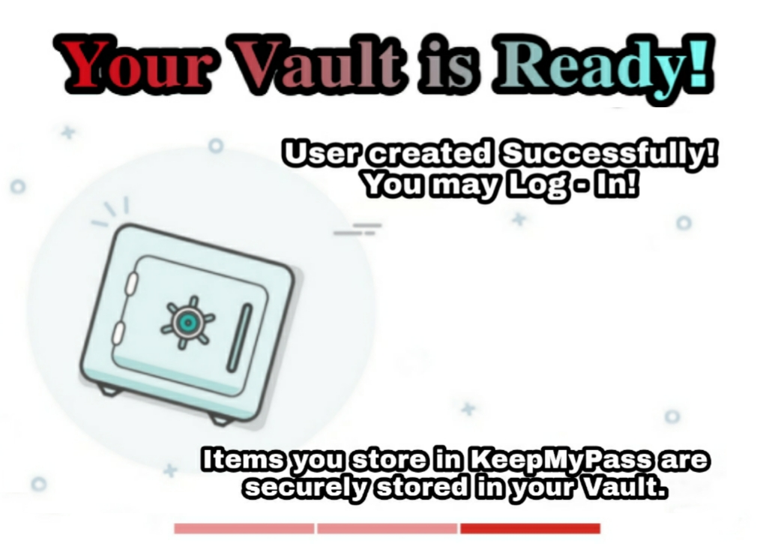 Your Vault is Ready!
User created Successfully!
You may Log - In!
Items you store in KeepMyPass are
securely stored in your Vault.